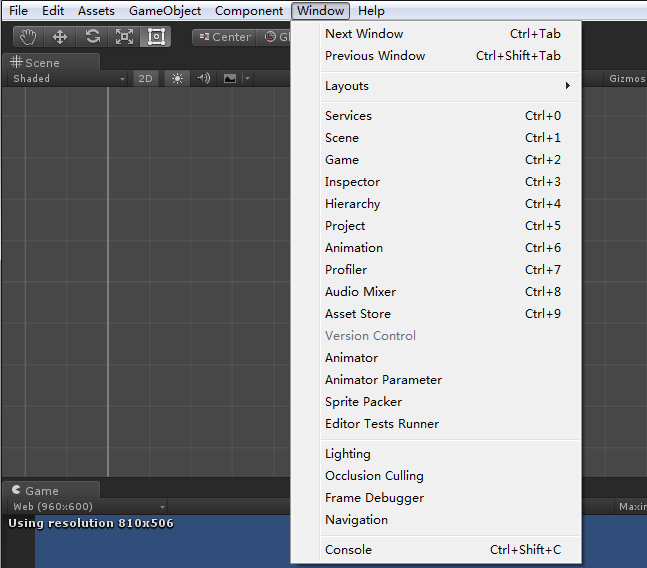 File Edit Assets GameObject Component Window Help
Center
Scene
Shaded 2D Gizmos
Next Window Ctrl+Tab
Previous Window Ctrl+Shift+Tab
Layouts
Services Ctrl+0
Scene Ctrl+1
Game Ctrl+2
Inspector Ctrl+3
Hierarchy Ctrl+4
Project Ctrl+5
Animation Ctrl+6
Profiler Ctrl+7
Audio Mixer Ctrl+8
Asset Store Ctrl+9
Version Control
Animator
Animator Parameter
Sprite Packer
Editor Tests Runner
Lighting
Occlusion Culling
Frame Debugger
Navigation
Console Ctrl+Shift+C
Game
Web (960x600)
Using resolution 810x506